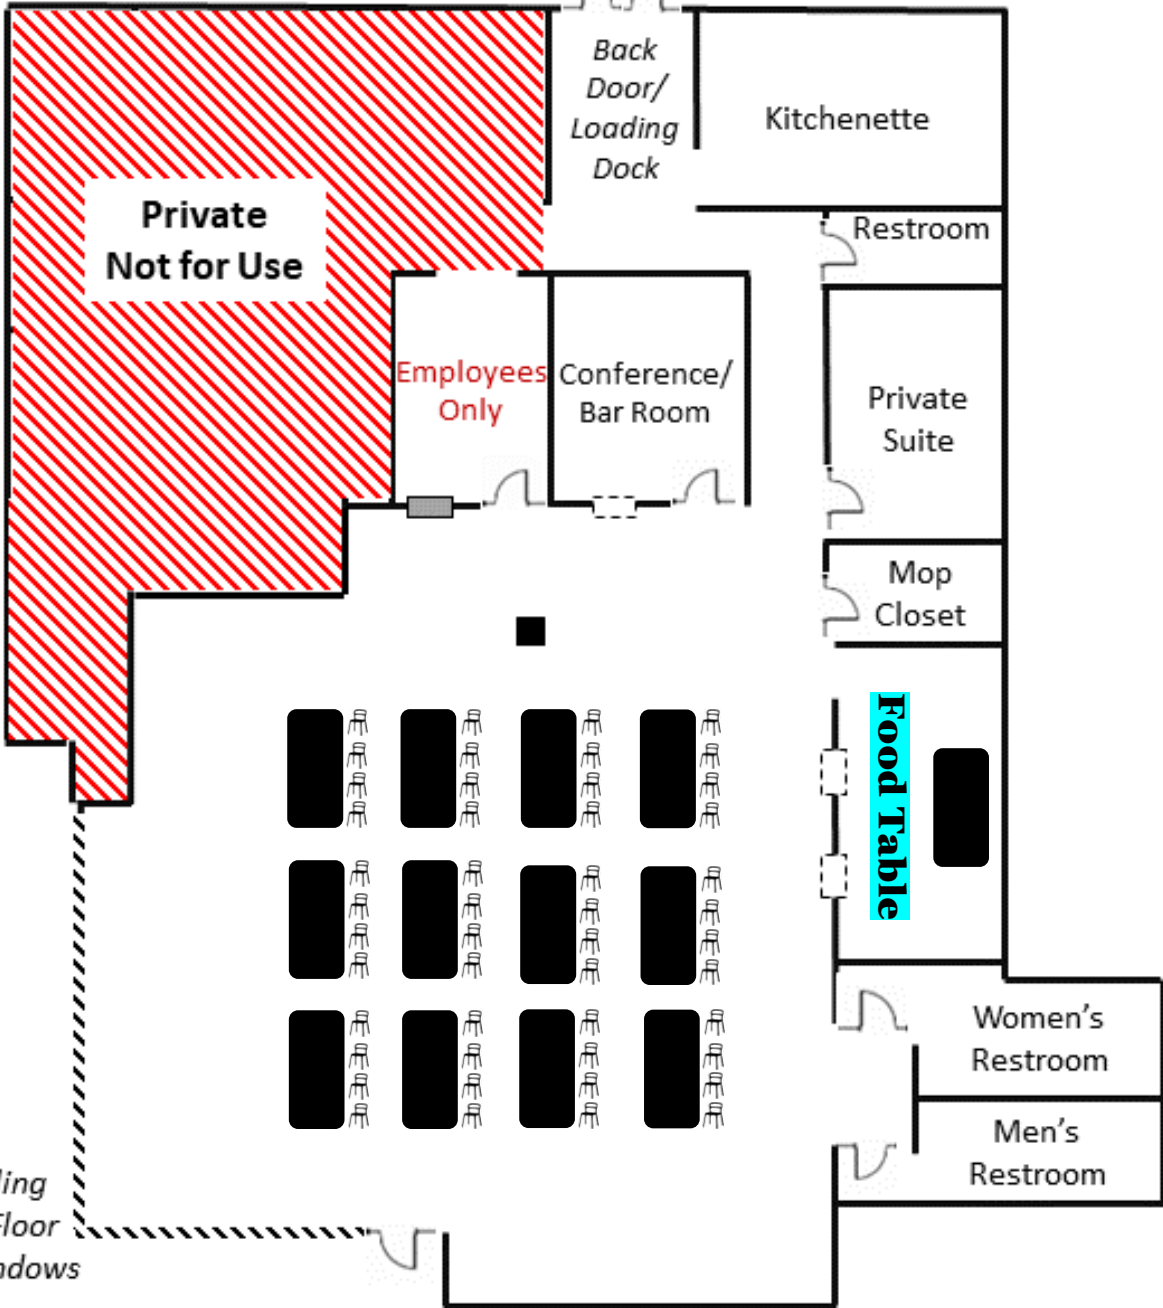 Back
Door/
Loading
Dock
Kitchenette
Private
Not for Use
Restroom
Employees
Only
Conference/
Bar Room
Private
Suite
Mop
Closet
Food Table
Women's
Restroom
Men's
Restroom
ling
Floor
ndows